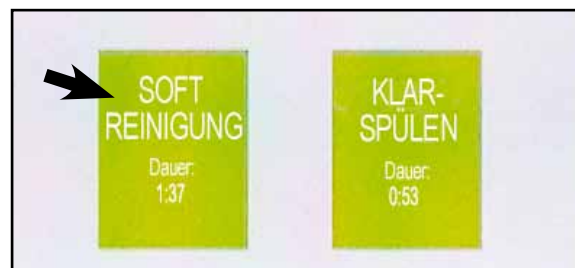 SOFT
REINIGUNG
Dauer:
1:37
KLAR-
SPÜLEN
Dauer:
0:53